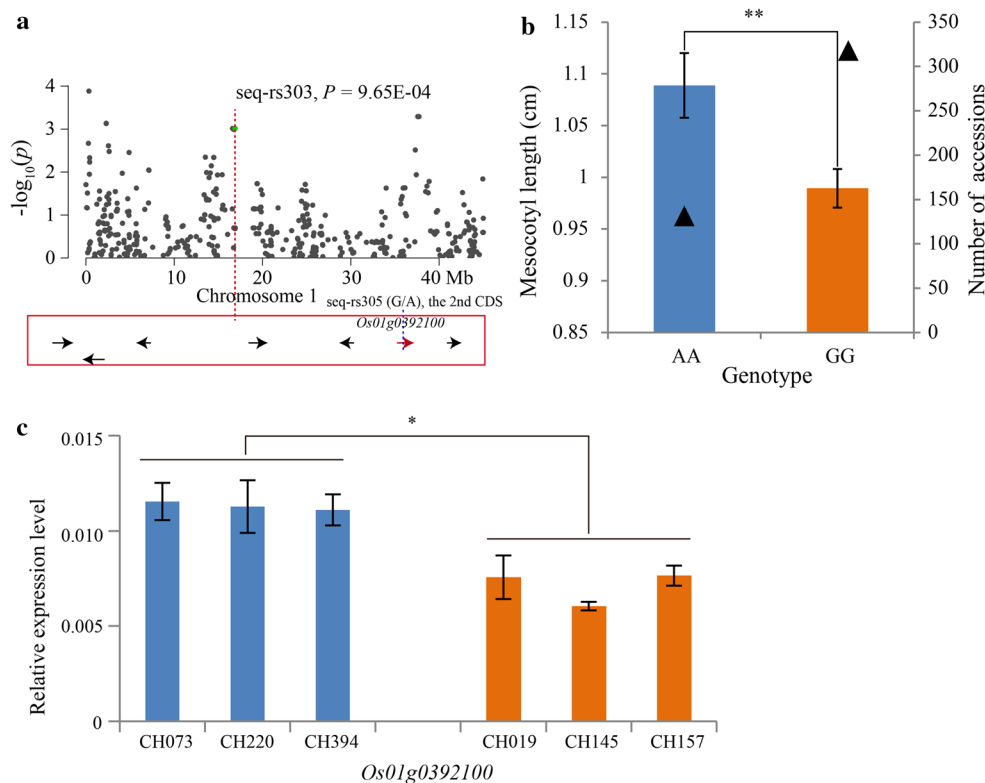 a
seq-rs303, P = 9.65E-04
-log10(p)
4
3
2
1
0
0 10 20 30 40 Mb
Chromosome 1
seq-rs305 (G/A), the 2nd CDS
Os01g0392100
b
**
Mesocotyl length (cm)
1.15
1.1
1.05
1
0.95
0.9
0.85
350
300
250
200
150
100
50
0
Number of accessions
AA GG
Genotype
c
*
Relative expression level
0.015
0.010
0.005
0
CH073 CH220 CH394 CH019 CH145 CH157
Os01g0392100